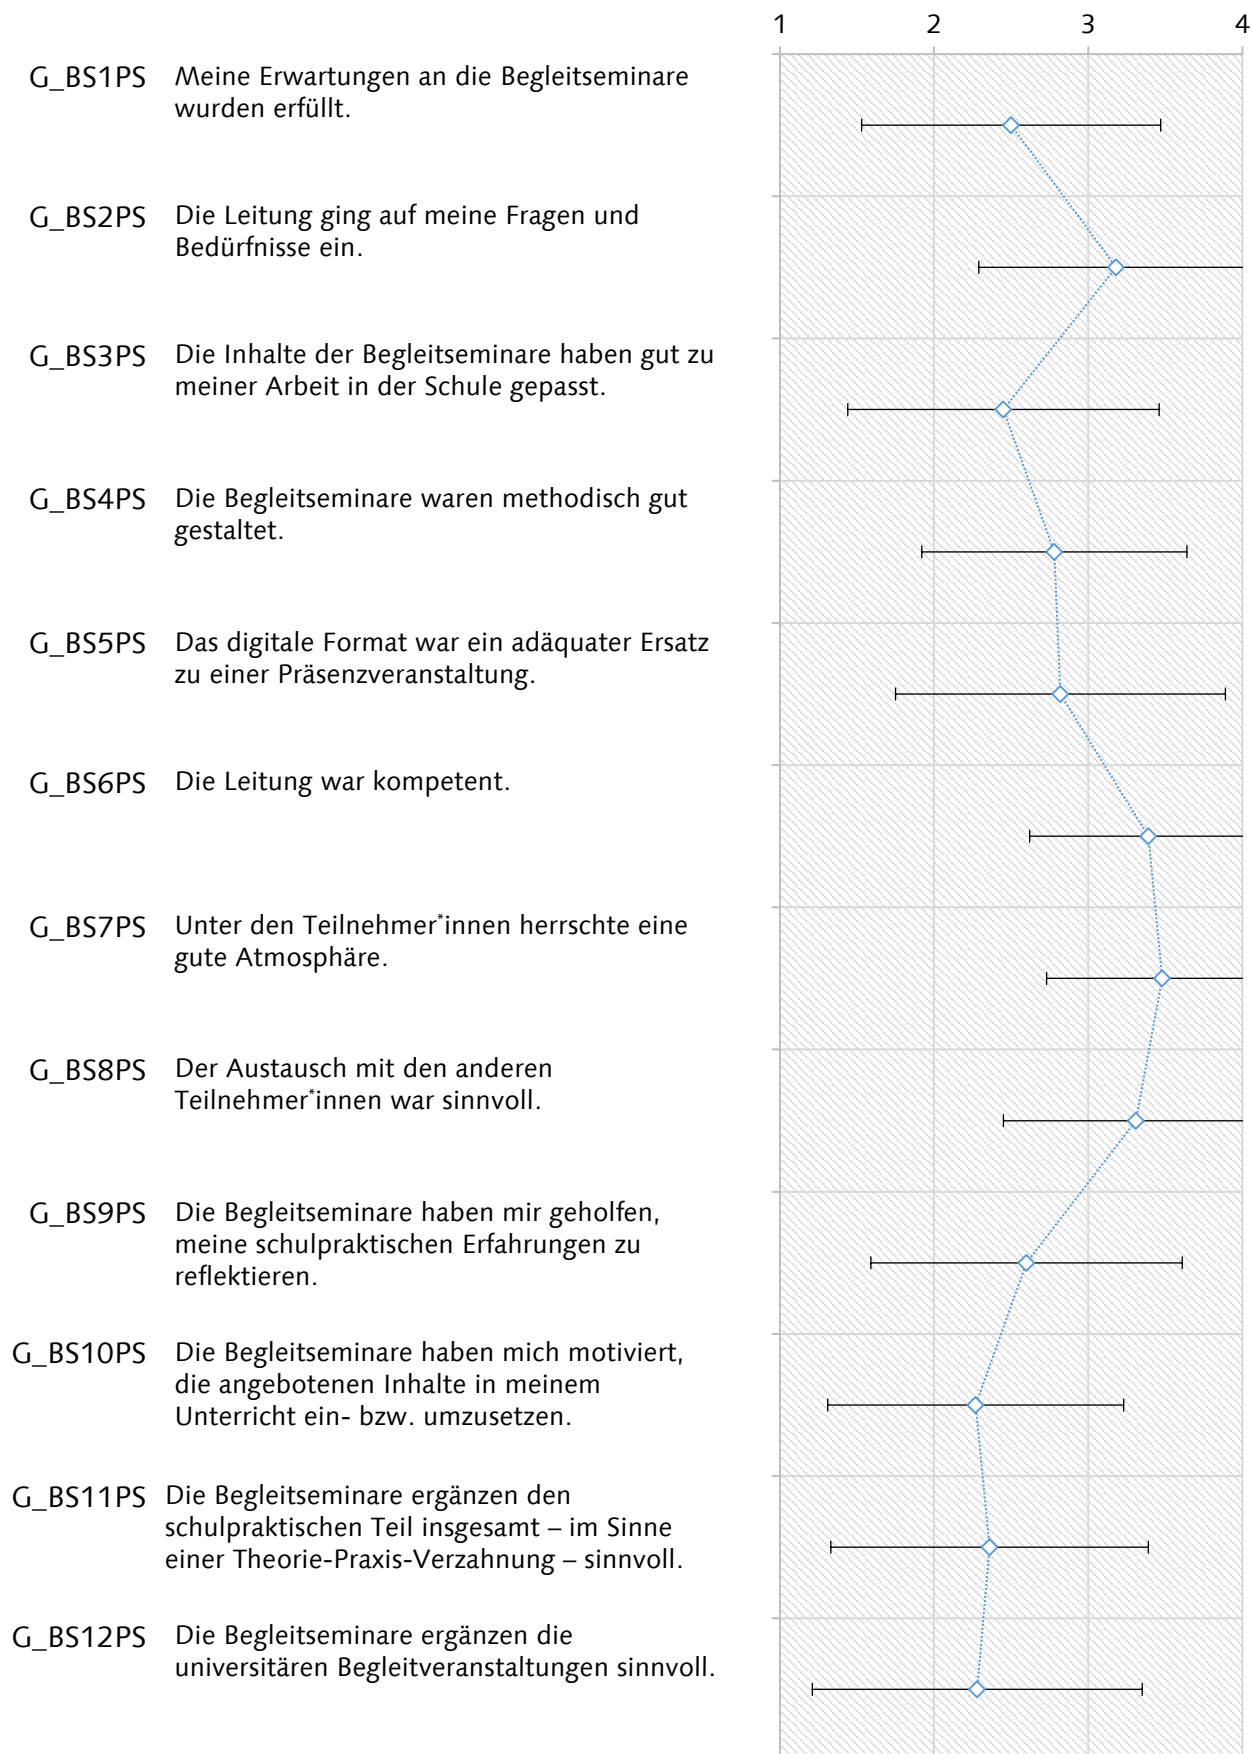 1 2 3 4
G_BS1PS Meine Erwartungen an die Begleitseminare
wurden erfüllt.
G_BS2PS Die Leitung ging auf meine Fragen und
Bedürfnisse ein.
G_BS3PS Die Inhalte der Begleitseminare haben gut zu
meiner Arbeit in der Schule gepasst.
G_BS4PS Die Begleitseminare waren methodisch gut
gestaltet.
G_BS5PS Das digitale Format war ein adäquater Ersatz
zu einer Präsenzveranstaltung.
G_BS6PS Die Leitung war kompetent.
G_BS7PS Unter den Teilnehmer*innen herrschte eine
gute Atmosphäre.
G_BS8PS Der Austausch mit den anderen
Teilnehmer*innen war sinnvoll.
G_BS9PS Die Begleitseminare haben mir geholfen,
meine schulpraktischen Erfahrungen zu
reflektieren.
G_BS10PS Die Begleitseminare haben mich motiviert,
die angebotenen Inhalte in meinem
Unterricht ein- bzw. umzusetzen.
G_BS11PS Die Begleitseminare ergänzen den
schulpraktischen Teil insgesamt – im Sinne
einer Theorie-Praxis-Verzahnung – sinnvoll.
G_BS12PS Die Begleitseminare ergänzen die
universitären Begleitveranstaltungen sinnvoll.